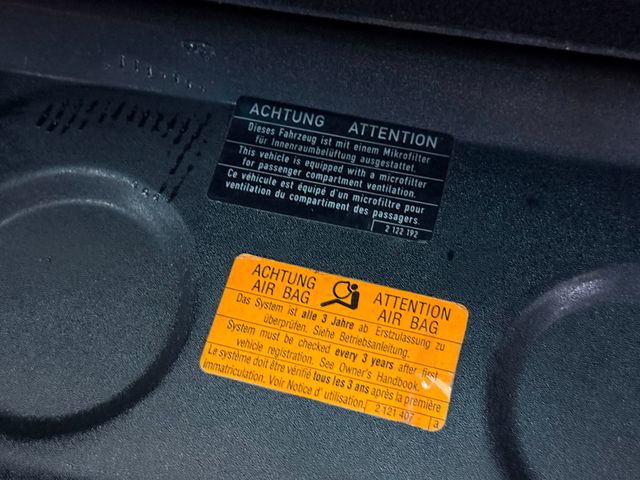 ACHTUNG ATTENTION
Dieses Fahrzeug ist mit einem Mikrofilter
für Innenraumbelüftung ausgestattet.
This vehicle is equipped with a microfilter
for passenger compartment ventilation.
Ce véhicule est équipé d'un microfiltre pour
ventilation du compartiment des passagers.
2 122 192
ACHTUNG ATTENTION
AIR BAG AIR BAG
Das System ist alle 3 Jahre ab Erstzulassung zu
überprüfen. Siehe Betriebsanleitung.
System must be checked every 3 years after first
vehicle registration. See Owner's Handbook.
Le système doit être vérifié tous les 3 ans après la première
immatriculation. Voir Notice d'utilisation.
2 121 407 a